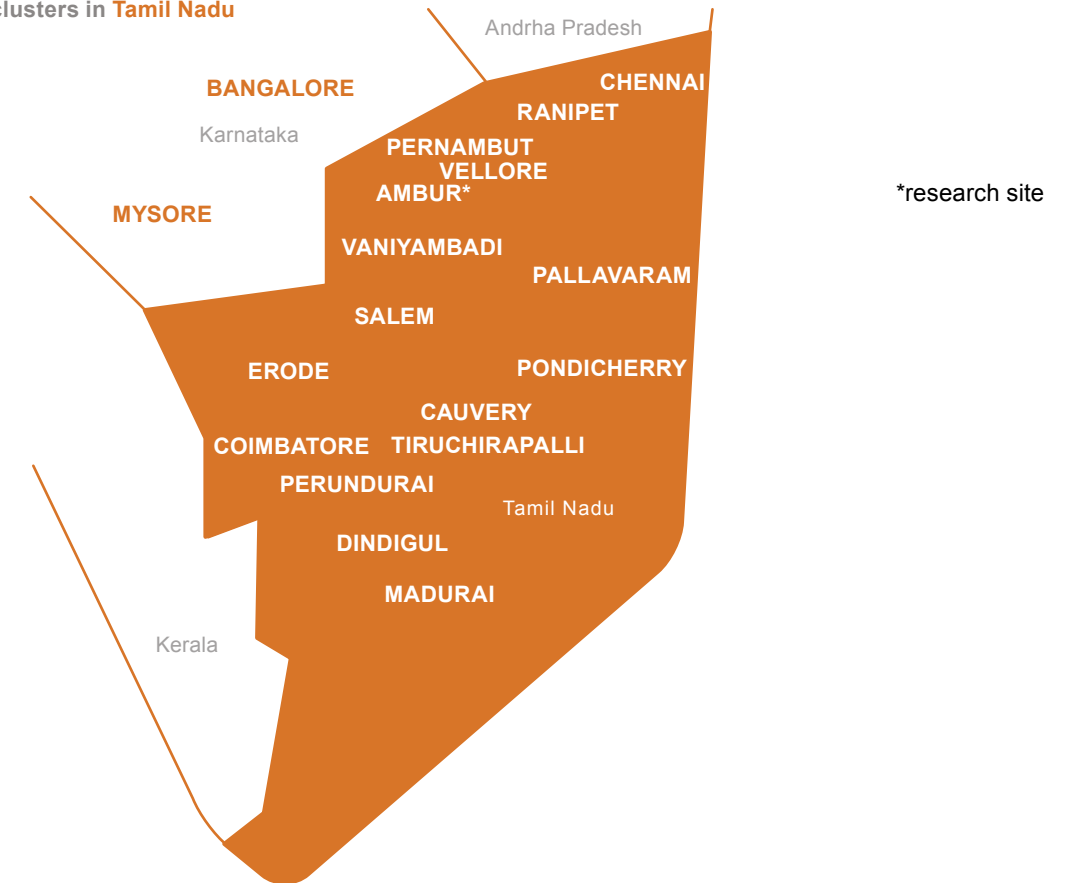 clusters in Tamil Nadu
Andrha Pradesh
CHENNAI
BANGALORE
RANIPET
Karnataka
PERNAMBUT
VELLORE
AMBUR*
*research site
MYSORE
VANIYAMBADI
PALLAVARAM
SALEM
ERODE
PONDICHERRY
CAUVERY
COIMBATORE
TIRUCHIRAPALLI
PERUNDURAI
Tamil Nadu
DINDIGUL
MADURAI
Kerala